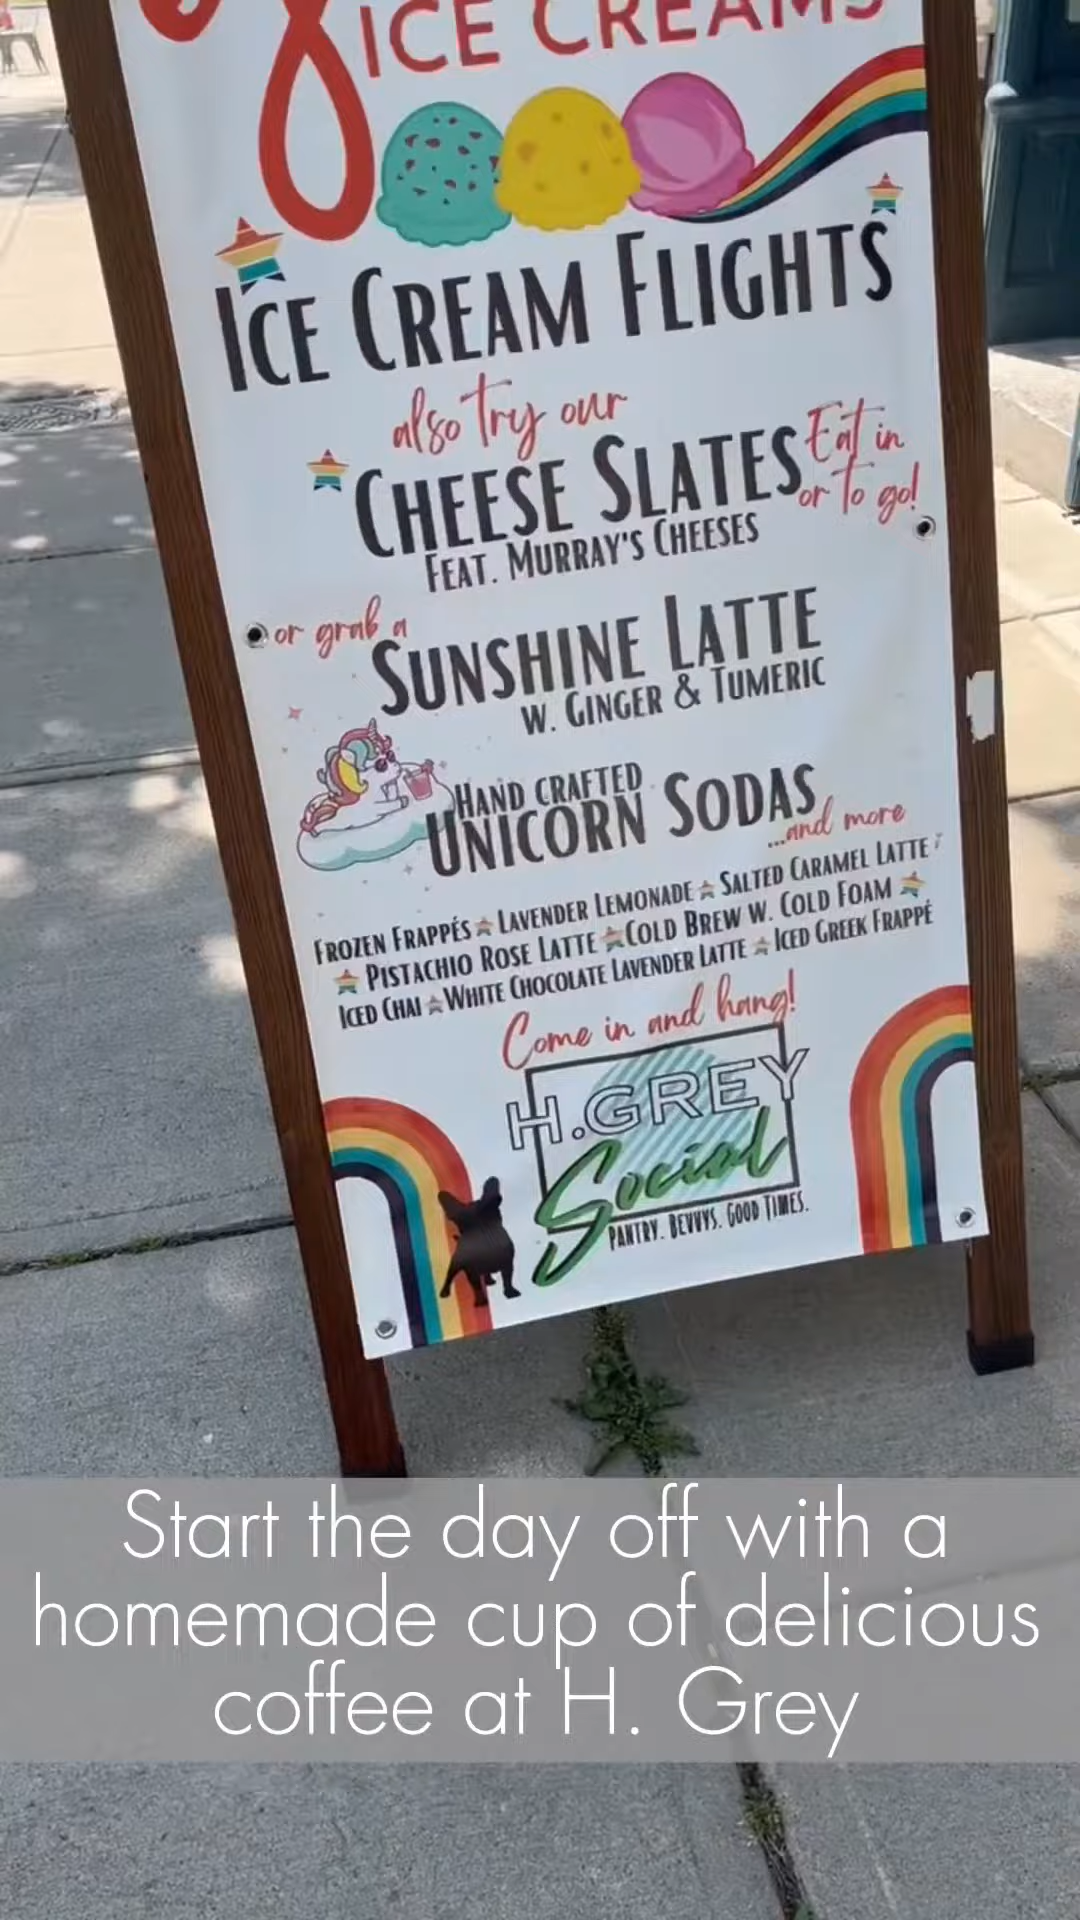 ICE CREAMS
ICE CREAM FLIGHTS
also try our
CHEESE SLATES
Eat in
or to go!
FEAT. MURRAY'S CHEESES
or grab a
SUNSHINE LATTE
W. GINGER & TUMERIC
HAND CRAFTED
UNICORN SODAS
...and more
FROZEN FRAPPÉS LAVENDER LEMONADE SALTED CARAMEL LATTE
PISTACHIO ROSE LATTE COLD BREW W. COLD FOAM
ICED CHAI WHITE CHOCOLATE LAVENDER LATTE ICED GREEK FRAPPÉ
Come in and hang!
H.GREY
Social
PANTRY. BEVVYS. GOOD TIMES.
Start the day off with a
homemade cup of delicious
coffee at H. Grey